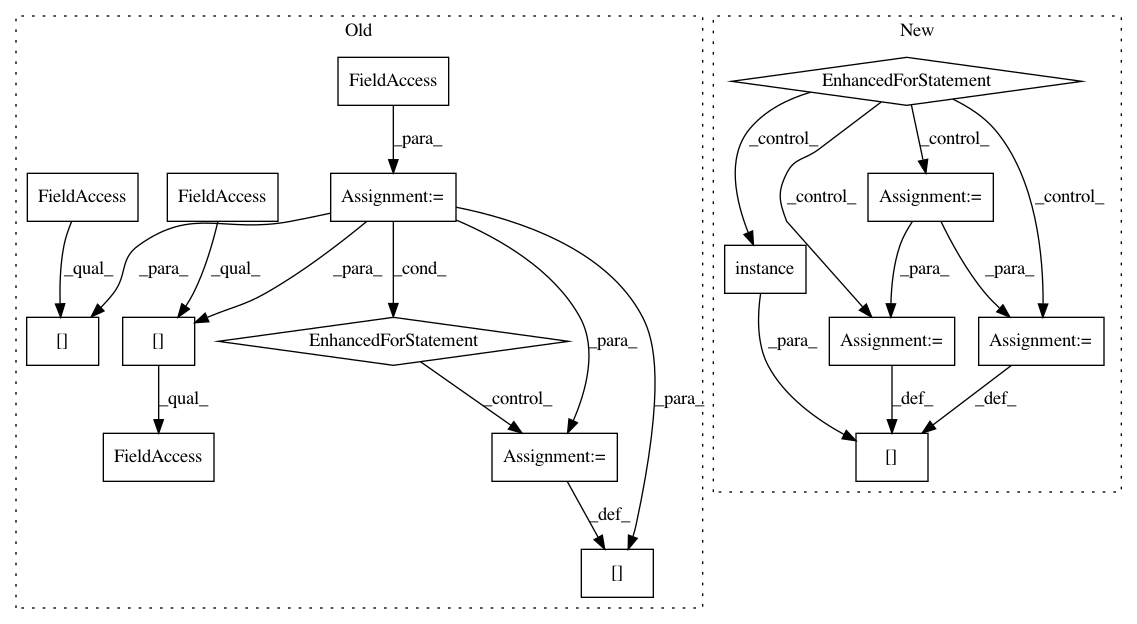 Old
New
FieldAccess
EnhancedForStatement
_para_
_control_
_control_
FieldAccess
FieldAccess
Assignment:=
_control_
Assignment:=
_control_
_qual_
_para_
_qual_
_para_
_cond_
instance
_para_
_para_
[]
[]
EnhancedForStatement
_para_
Assignment:=
Assignment:=
_para_
_qual_
_control_
_para_
_def_
_def_
FieldAccess
Assignment:=
[]
_def_
[]